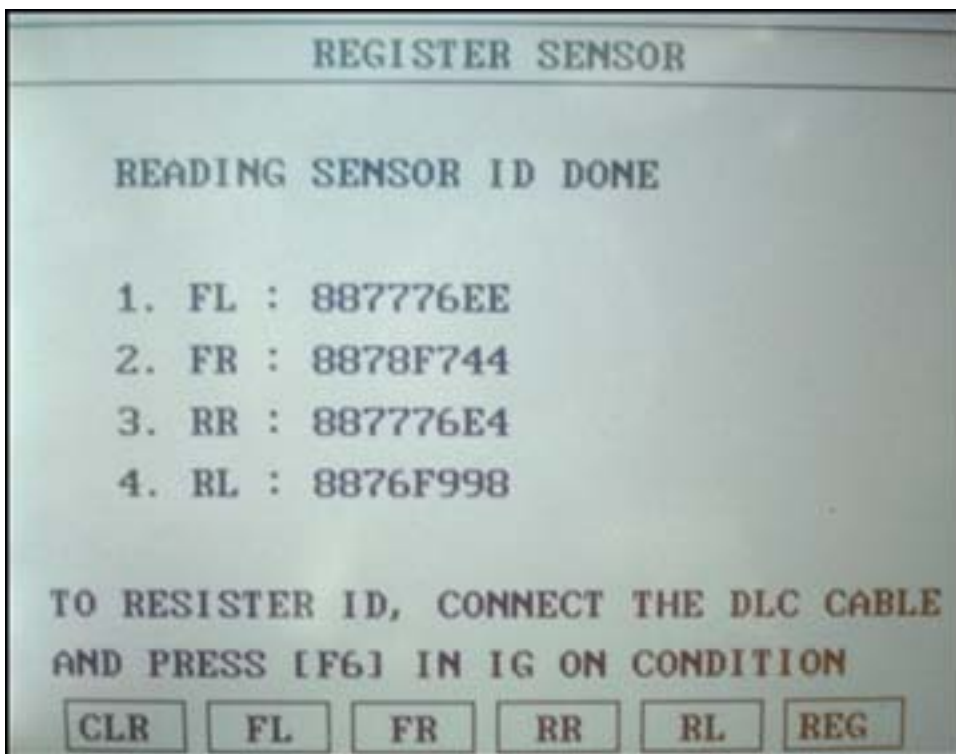 REGISTER SENSOR
READING SENSOR ID DONE
1. FL : 887776EE
2. FR : 8878F744
3. RR : 887776E4
4. RL : 8876F998
TO RESISTER ID, CONNECT THE DLC CABLE
AND PRESS [F6] IN IG ON CONDITION
CLR FL FR RR RL REG